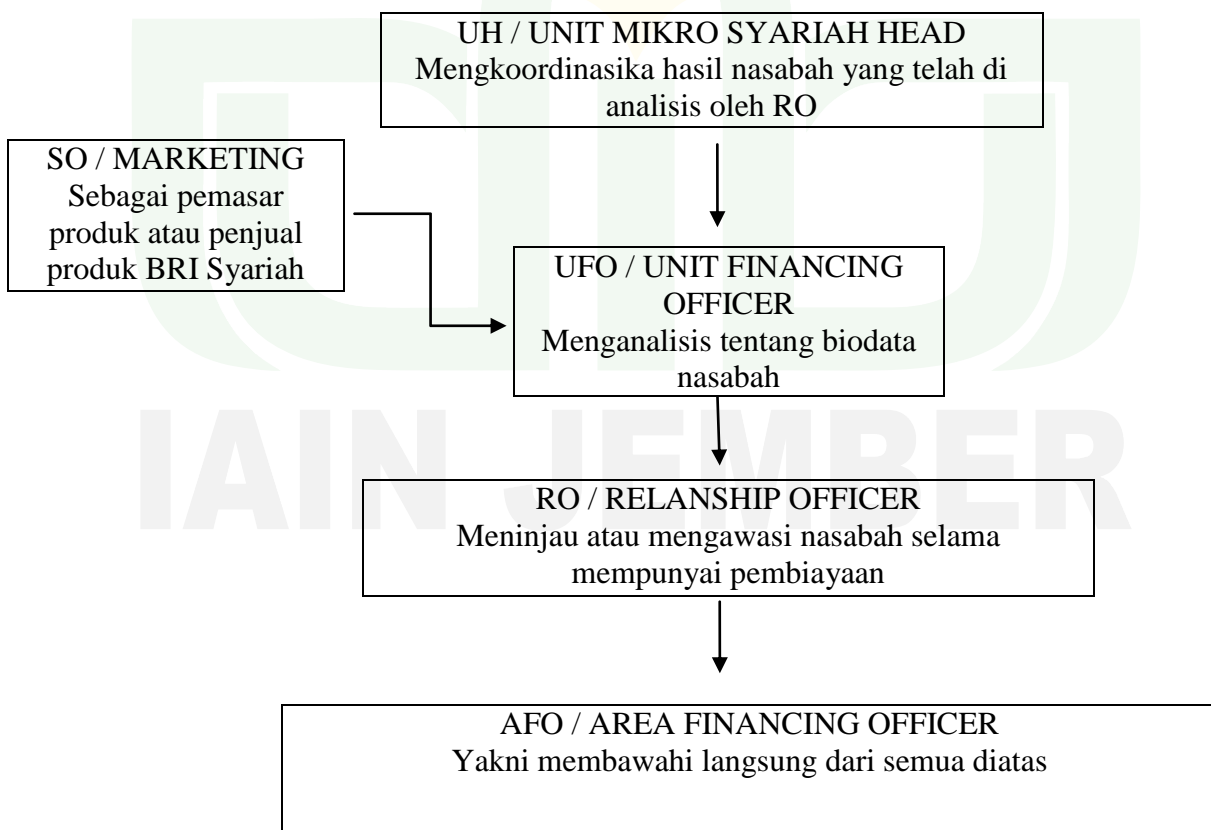 UH / UNIT MIKRO SYARIAH HEAD
Mengkoordinasika hasil nasabah yang telah di
analisis oleh RO
SO / MARKETING
Sebagai pemasar
produk atau penjual
produk BRI Syariah
UFO / UNIT FINANCING
OFFICER
Menganalisis tentang biodata
nasabah
IAIN JEMBER
RO / RELANSHIP OFFICER
Meninjau atau mengawasi nasabah selama
mempunyai pembiayaan
AFO / AREA FINANCING OFFICER
Yakni membawahi langsung dari semua diatas